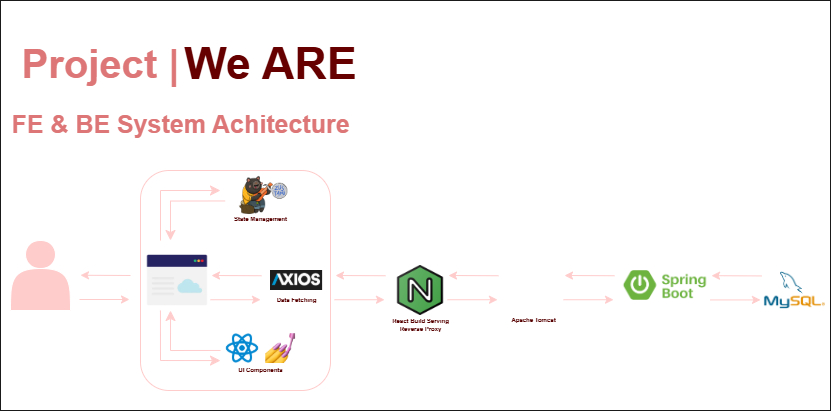 Project | We ARE
FE & BE System Achitecture
State Management
AXIOS
Data Fetching
UI Components
N
React Build Serving
Reverse Proxy
Apache Tomcat
Spring
Boot
MySQL®